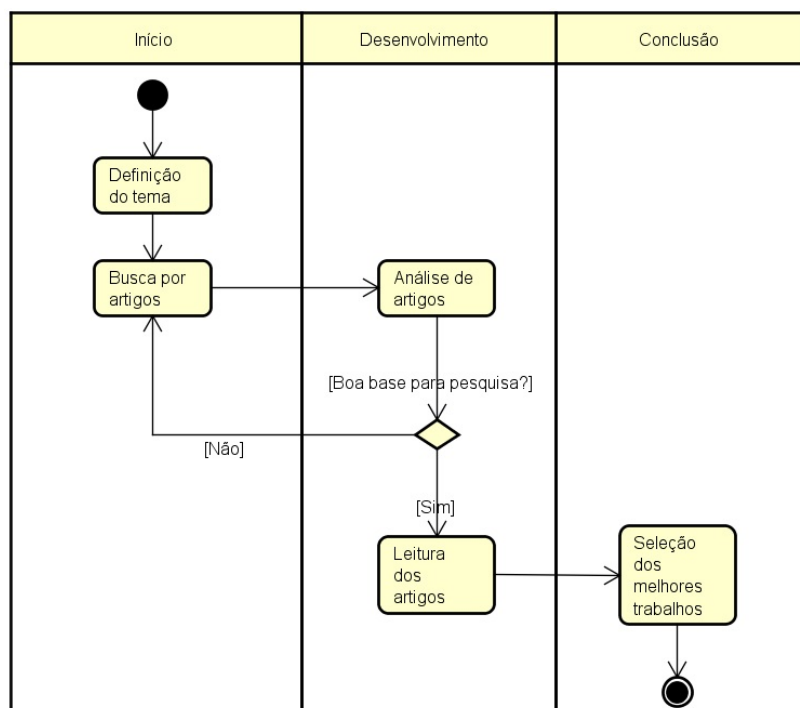 Início
Desenvolvimento
Conclusão
Definição
do tema
Busca por
artigos
Análise de
artigos
[Boa base para pesquisa?]
[Não]
[Sim]
Leitura
dos
artigos
Seleção
dos
melhores
trabalhos